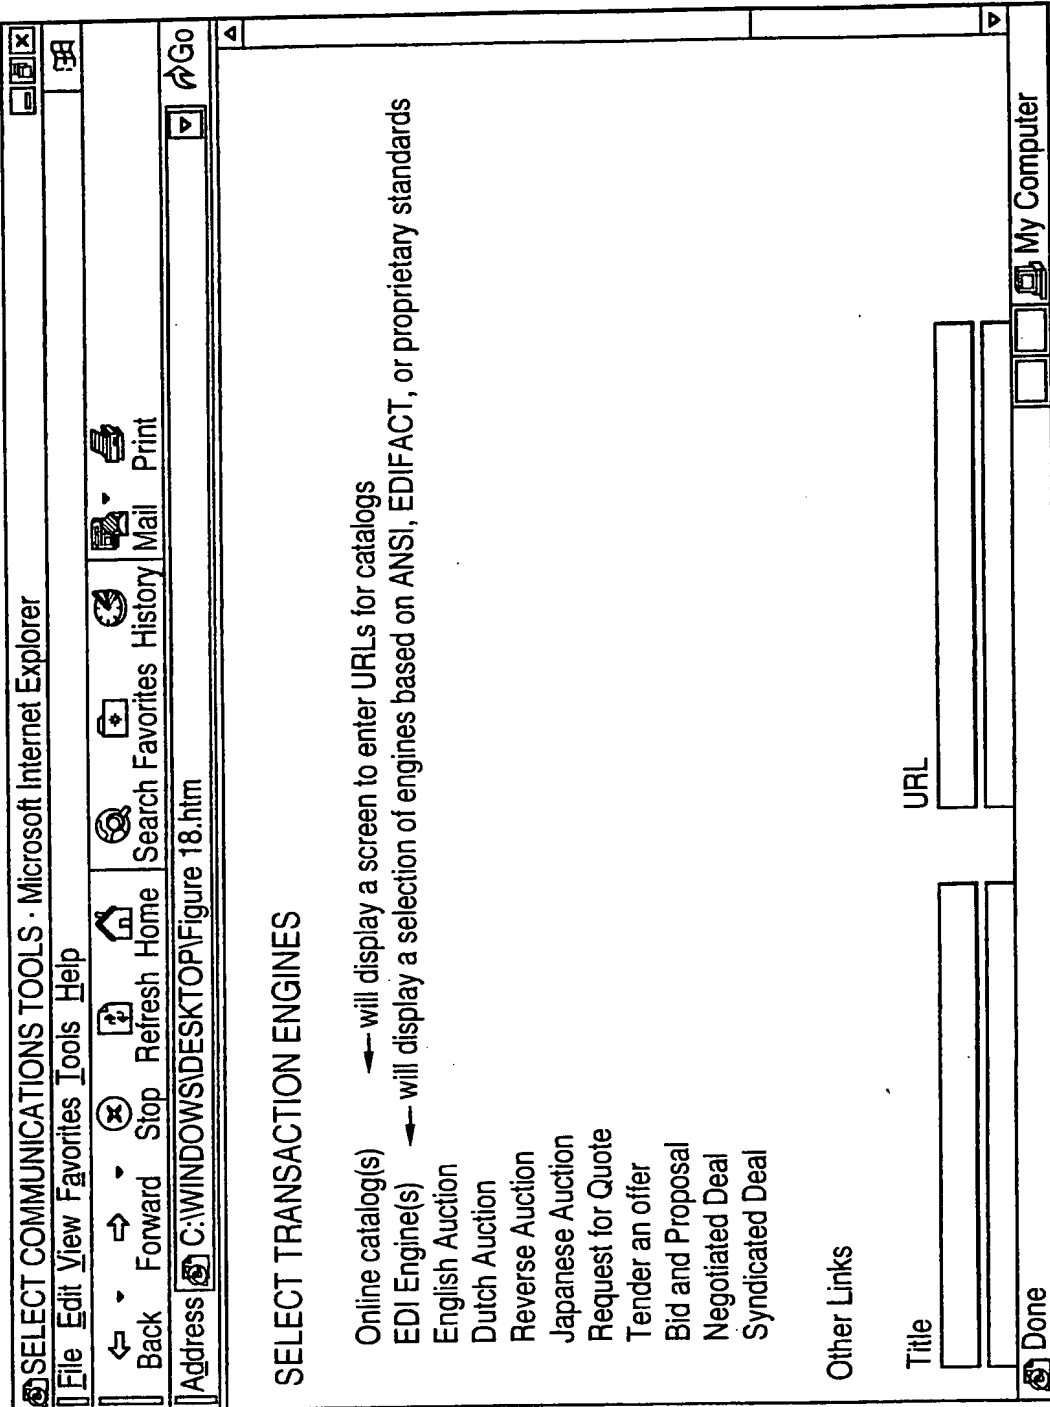 SELECT COMMUNICATIONS TOOLS - Microsoft Internet Explorer
File Edit View Favorites Tools Help
Back Forward Stop Refresh Home Search Favorites History Mail Print
Address C:\WINDOWS\DESKTOP\Figure 18.htm Go
SELECT TRANSACTION ENGINES
Online catalog(s) ← will display a screen to enter URLs for catalogs
EDI Engine(s) ← will display a selection of engines based on ANSI, EDIFACT, or proprietary standards
English Auction
Dutch Auction
Reverse Auction
Japanese Auction
Request for Quote
Tender an offer
Bid and Proposal
Negotiated Deal
Syndicated Deal
Other Links
Title URL
Done My Computer